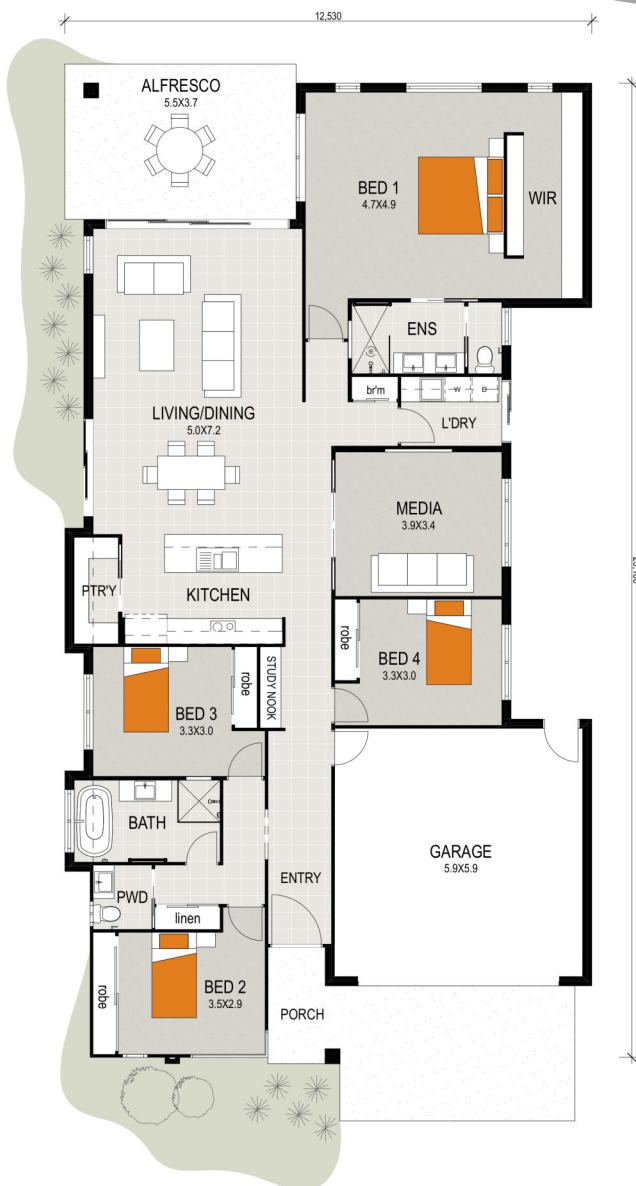 12,530
ALFRESCO
5.5X3.7
BED 1
4.7X4.9
WIR
ENS
br'm
W
D
L'DRY
LIVING/DINING
5.0X7.2
MEDIA
3.9X3.4
PTR'Y
KITCHEN
STUDY NOOK
robe
robe
BED 4
3.3X3.0
BED 3
3.3X3.0
BATH
GARAGE
5.9X5.9
ENTRY
PWD
linen
robe
BED 2
3.5X2.9
PORCH